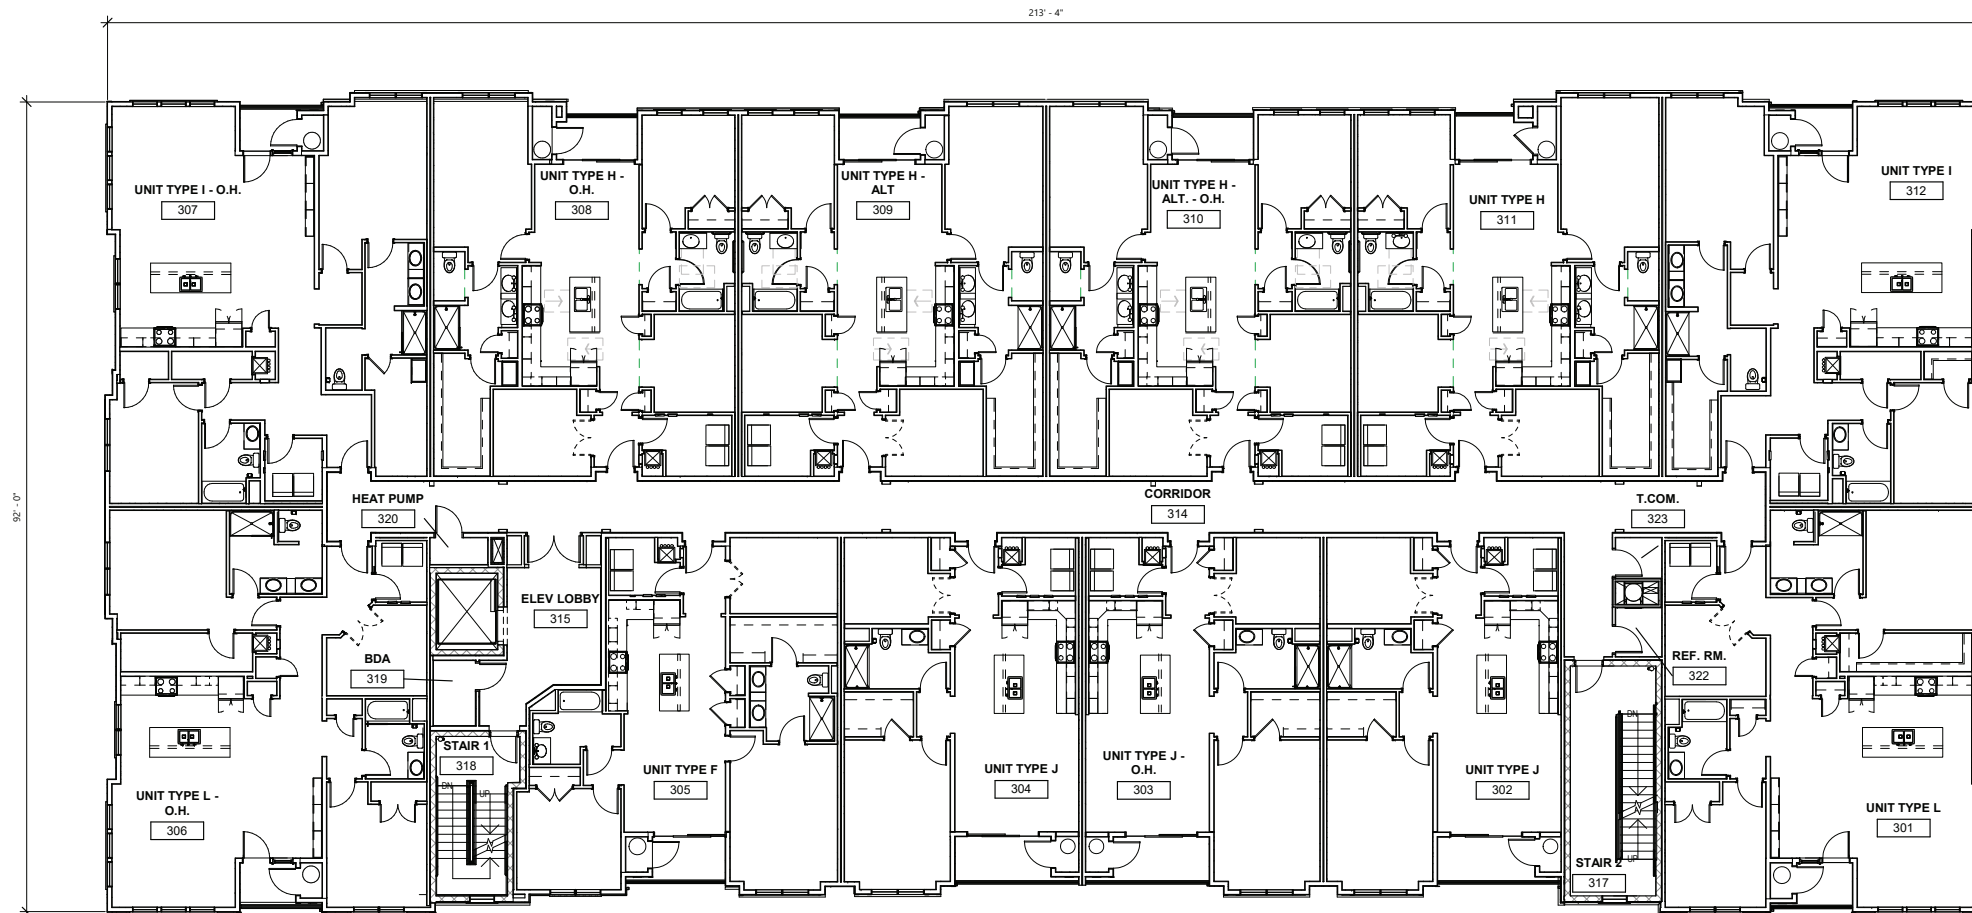 213' - 4"
92' - 0"
UNIT TYPE I - O.H.
307
UNIT TYPE H -
O.H.
308
UNIT TYPE H -
ALT
309
UNIT TYPE H -
ALT. - O.H.
310
UNIT TYPE H
311
UNIT TYPE I
312
HEAT PUMP
320
CORRIDOR
314
T.COM.
323
ELEV LOBBY
315
BDA
319
REF. RM.
322
STAIR 1
318
DN
UP
UNIT TYPE L -
O.H.
306
UNIT TYPE F
305
UNIT TYPE J
304
UNIT TYPE J -
O.H.
303
UNIT TYPE J
302
DN
UP
STAIR 2
317
UNIT TYPE L
301